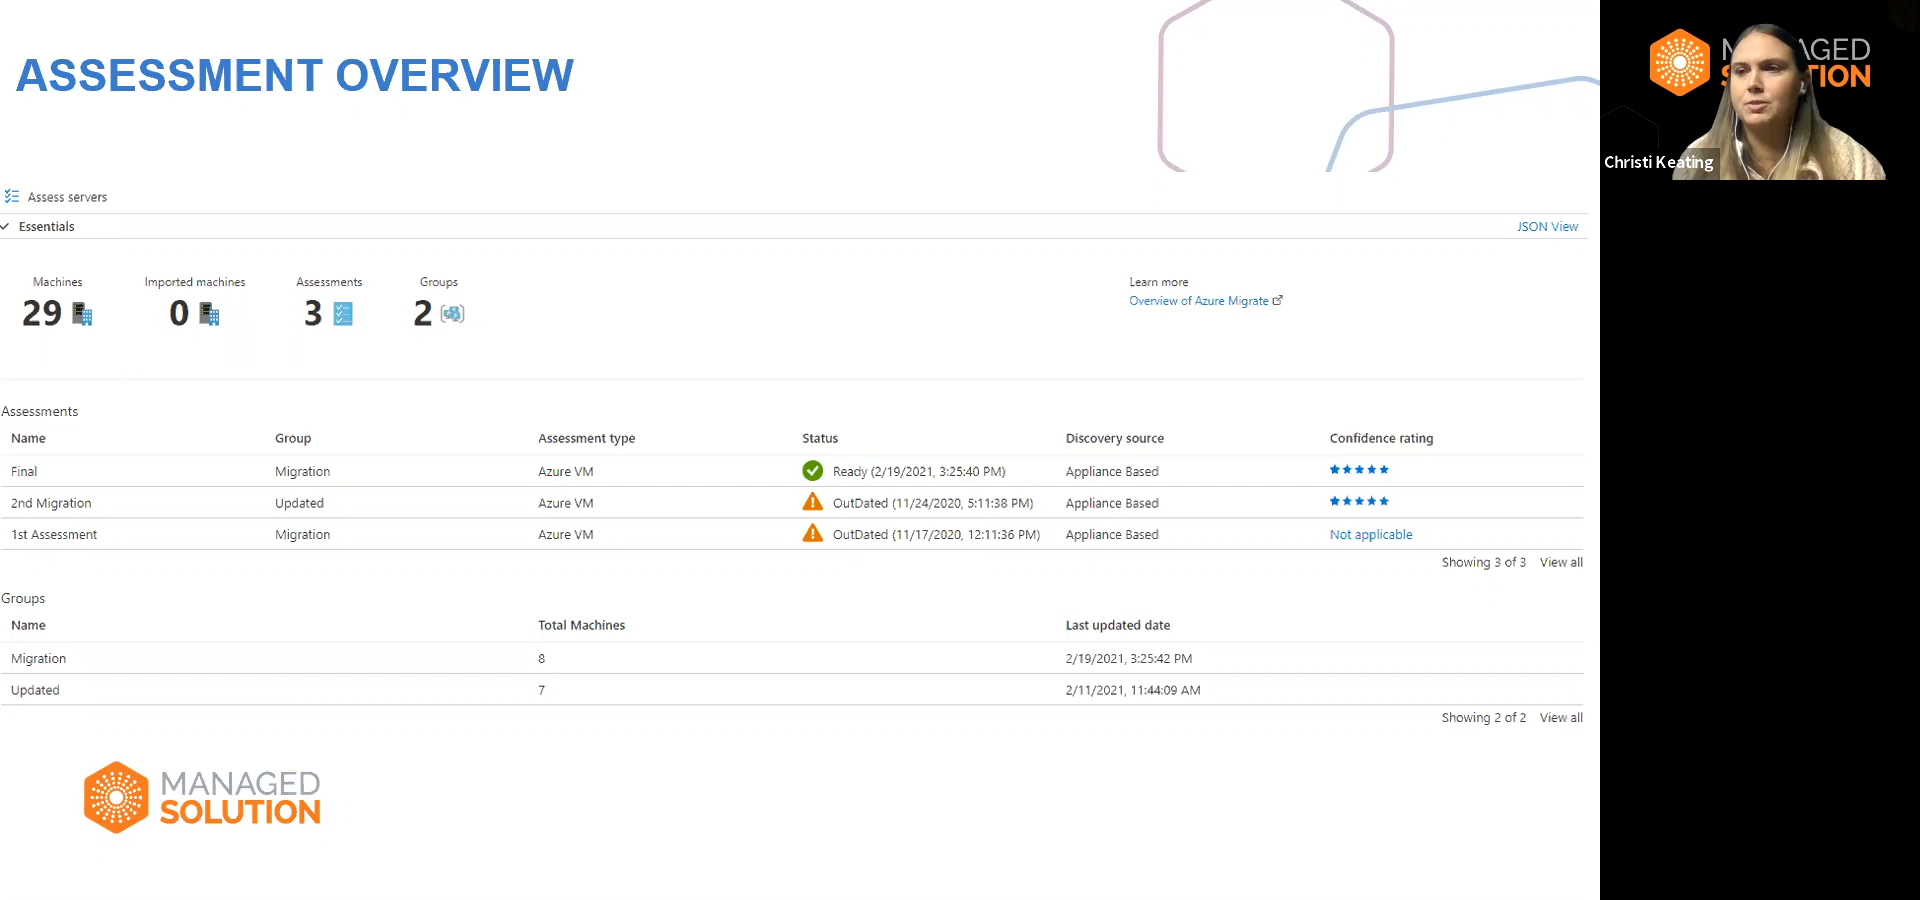 ASSESSMENT OVERVIEW
MANAGED
SOLUTION
Christi Keating
Assess servers
Essentials
JSON View
Machines Imported machines Assessments Groups Learn more
29 0 3 2 Overview of Azure Migrate
Assessments
Name Group Assessment type Status Discovery source Confidence rating
Final Migration Azure VM Ready (2/19/2021, 3:25:40 PM) Appliance Based
2nd Migration Updated Azure VM OutDated (11/24/2020, 5:11:38 PM) Appliance Based
1st Assessment Migration Azure VM OutDated (11/17/2020, 12:11:36 PM) Appliance Based Not applicable
Showing 3 of 3 View all
Groups
Name Total Machines Last updated date
Migration 8 2/19/2021, 3:25:42 PM
Updated 7 2/11/2021, 11:44:09 AM
Showing 2 of 2 View all
MANAGED
SOLUTION